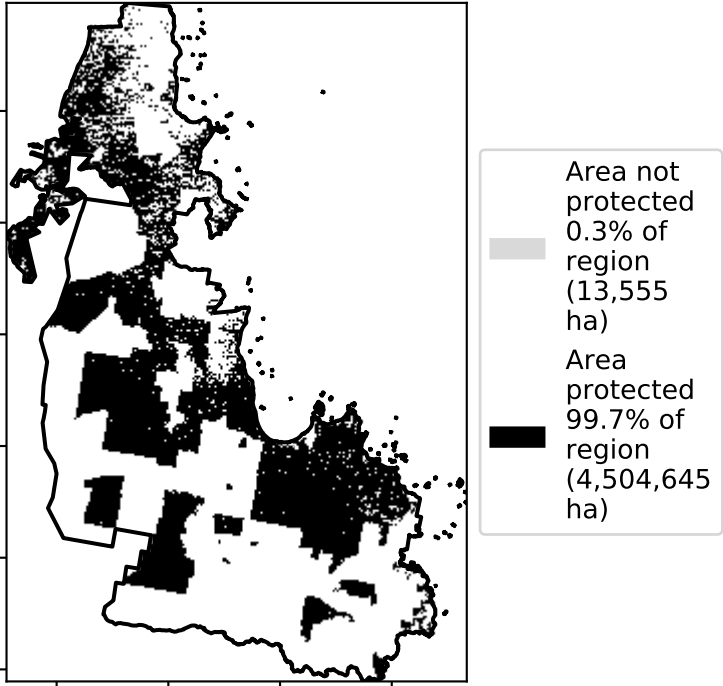 Area not
protected
0.3% of
region
(13,555
ha)
Area
protected
99.7% of
region
(4,504,645
ha)